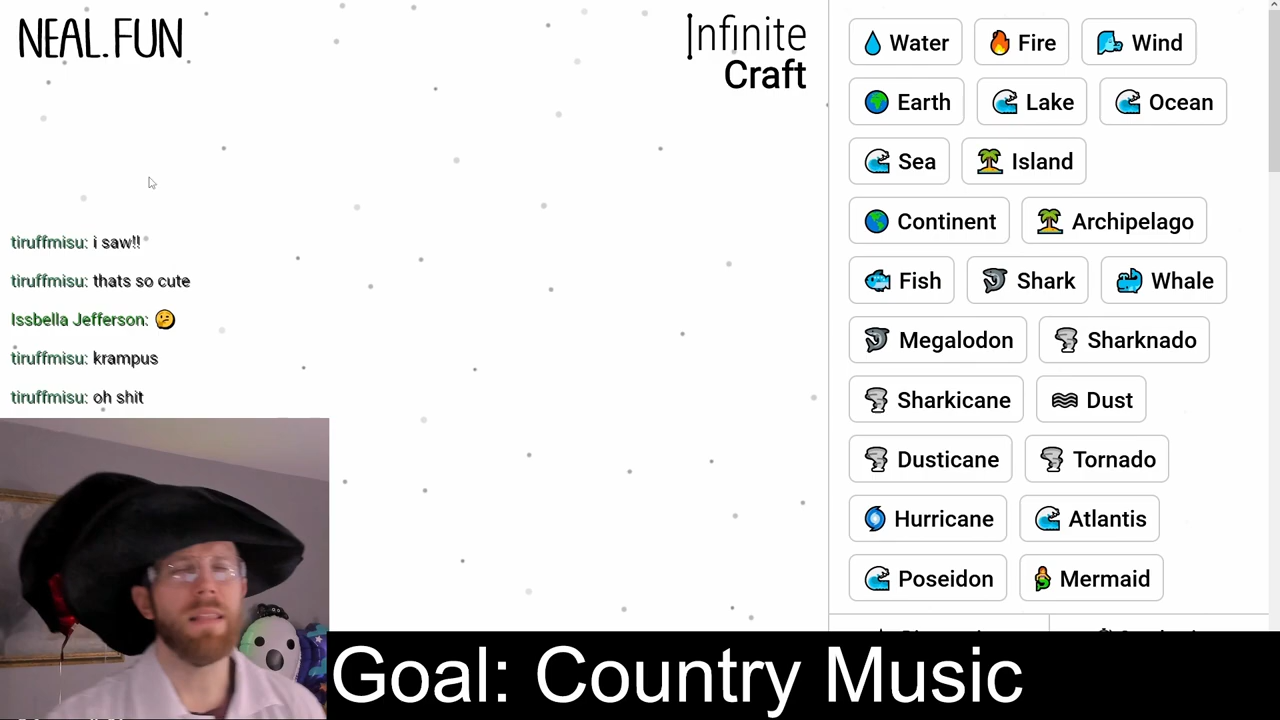 NEAL.FUN
Infinite
Craft
Water
Fire
Wind
Earth
Lake
Ocean
Sea
Island
Continent
Archipelago
Fish
Shark
Whale
Megalodon
Sharknado
Sharkicane
Dust
Dusticane
Tornado
Hurricane
Atlantis
Poseidon
Mermaid
tiruffmisu: i saw!!
tiruffmisu: thats so cute
Issbella Jefferson:
tiruffmisu: krampus
tiruffmisu: oh shit
Goal: Country Music